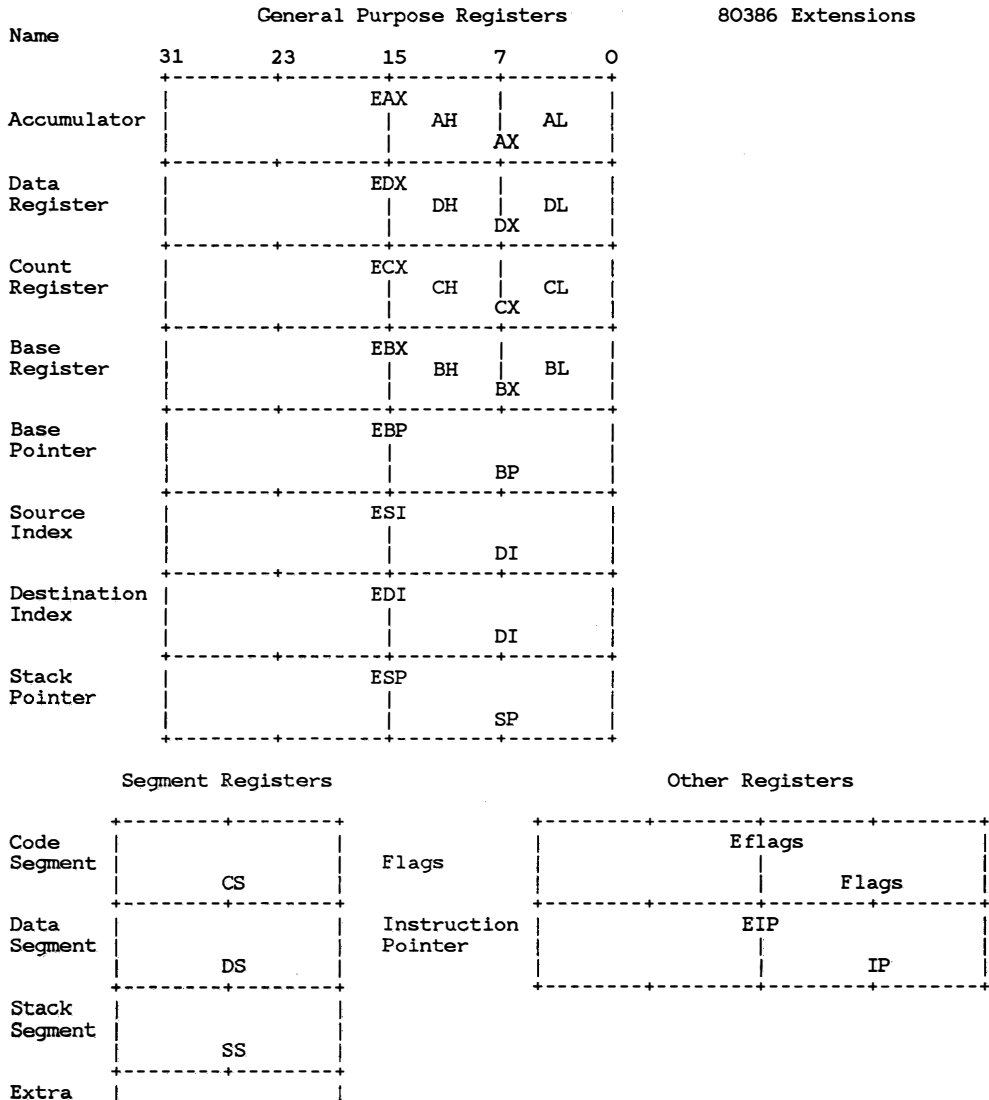 General Purpose Registers 80386 Extensions
Name
31 23 15 7 0
EAX
Accumulator AH AL
AX
Data EDX
Register DH DL
DX
Count ECX
Register CH CL
CX
Base EBX
Register BH BL
BX
Base EBP
Pointer
BP
Source ESI
Index
DI
Destination EDI
Index
DI
Stack ESP
Pointer
SP
Segment Registers Other Registers
Code Eflags
Segment Flags
CS Flags
Data Instruction EIP
Segment Pointer
DS IP
Stack
Segment
SS
Extra